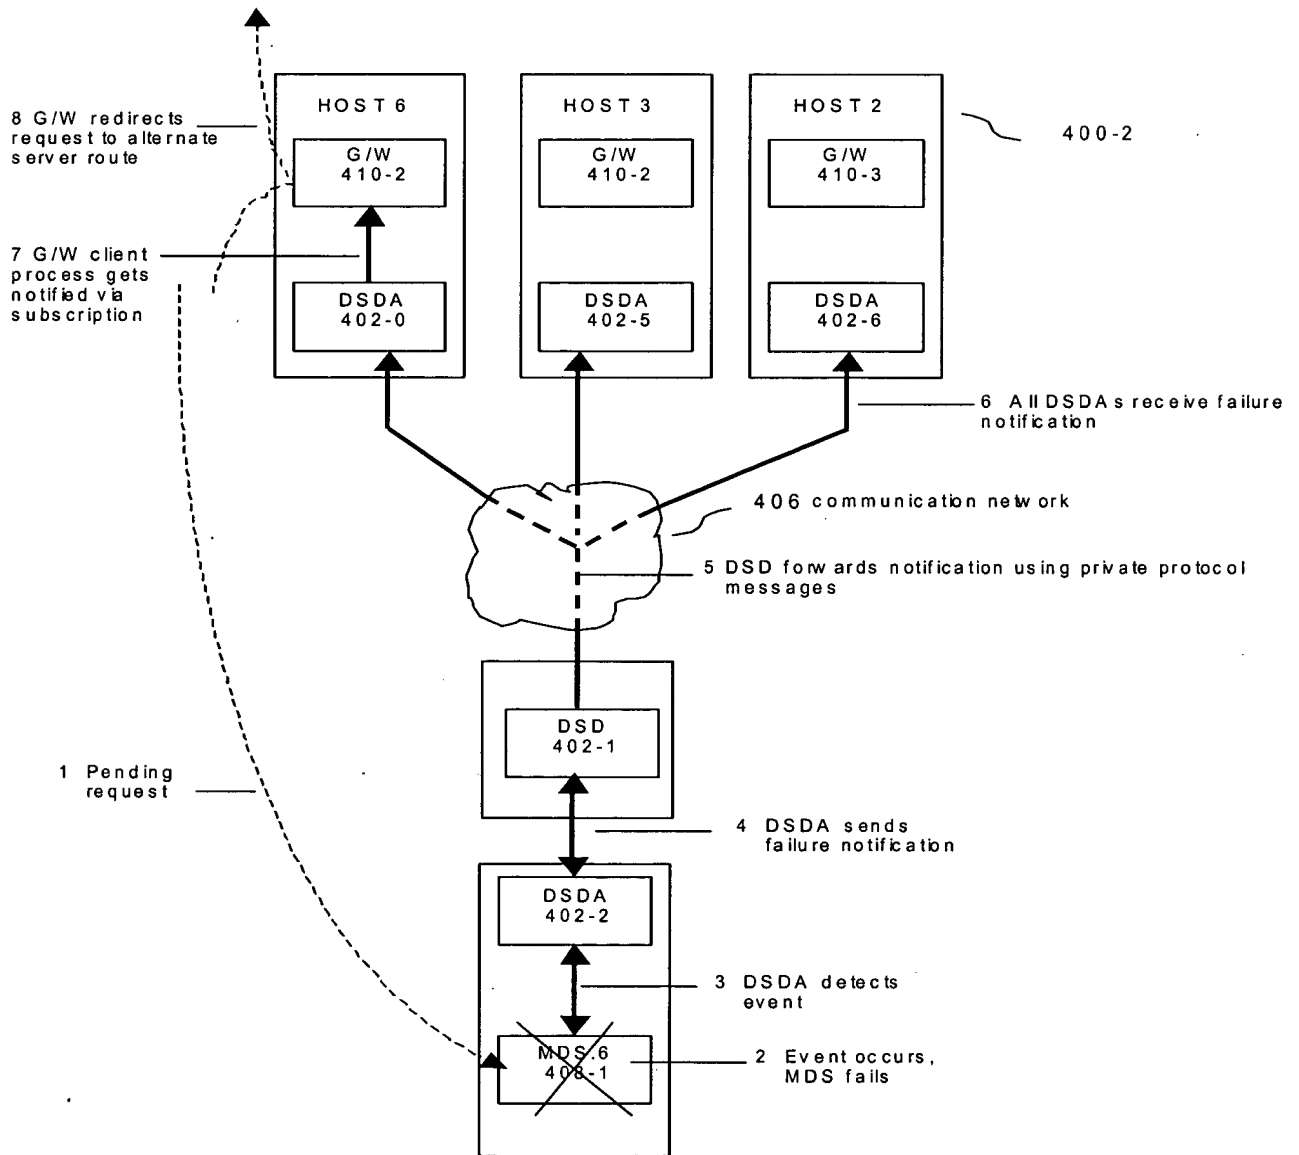 HOST 6
HOST 3
HOST 2
400-2
8 G/W redirects
request to alternate
server route
G/W
410-2
G/W
410-2
G/W
410-3
7 G/W client
process gets
notified via
subscription
DSDA
402-0
DSDA
402-5
DSDA
402-6
6 All DSDAs receive failure
notification
406 communication network
5 DSD forwards notification using private protocol
messages
DSD
402-1
1 Pending
request
4 DSDA sends
failure notification
DSDA
402-2
3 DSDA detects
event
MDS.6
408-1
2 Event occurs,
MDS fails